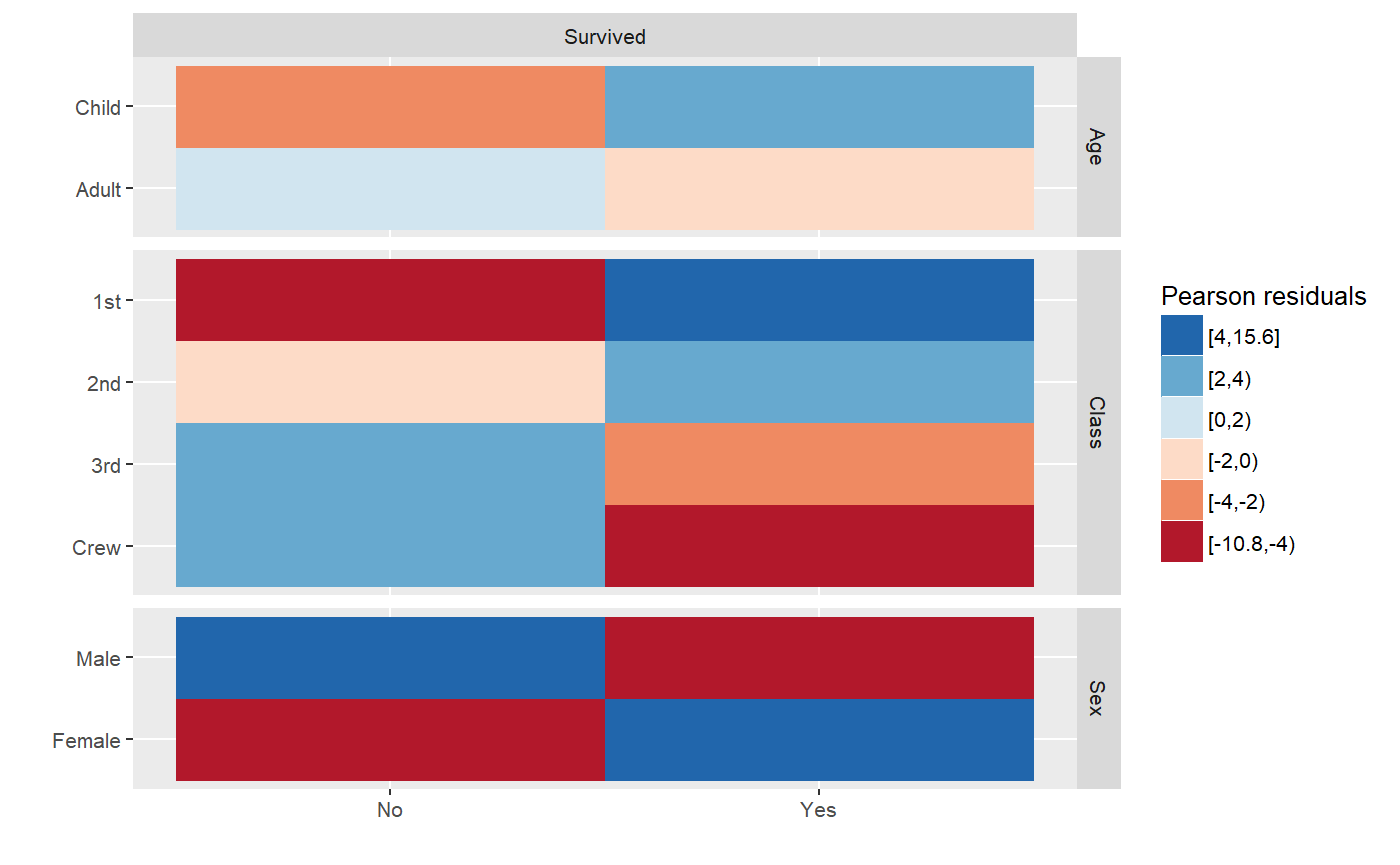 Survived
Child
Adult
Age
1st
2nd
3rd
Crew
Class
Male
Female
Sex
No
Yes
Pearson residuals
[4,15.6]
[2,4)
[0,2)
[-2,0)
[-4,-2)
[-10.8,-4)